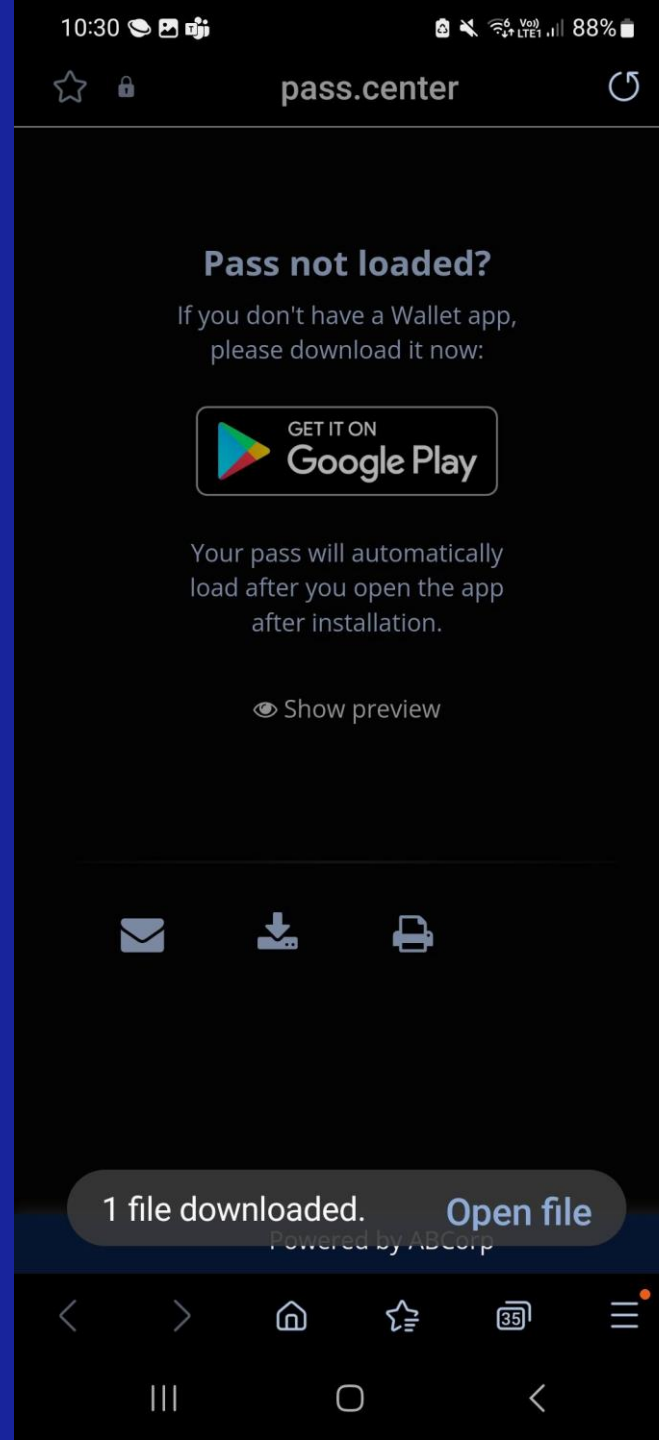 10:30
VoLTE1 88%
pass.center
Pass not loaded?
If you don't have a Wallet app,
please download it now:
GET IT ON
Google Play
Your pass will automatically
load after you open the app
after installation.
Show preview
1 file downloaded. Open file
Powered by ABCorp
35